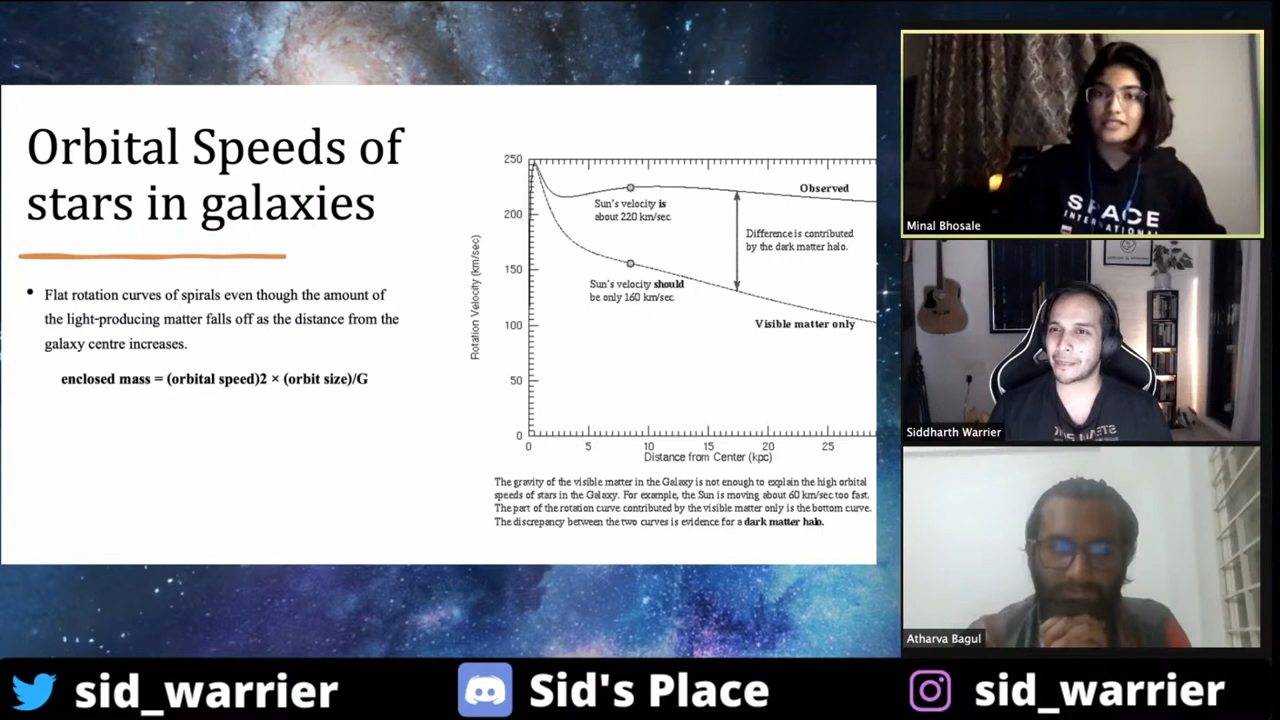 Orbital Speeds of
stars in galaxies
• Flat rotation curves of spirals even though the amount of
the light-producing matter falls off as the distance from the
galaxy centre increases.
enclosed mass = (orbital speed)2 × (orbit size)/G
Rotation Velocity (km/sec)
250
200
150
100
50
0
0 5 10 15 20 25
Distance from Center (kpc)
Observed
Sun's velocity is
about 220 km/sec
Difference is contributed
by the dark matter halo.
Sun's velocity should
be only 160 km/sec
Visible matter only
The gravity of the visible matter in the Galaxy is not enough to explain the high orbital
speeds of stars in the Galaxy. For example, the Sun is moving about 60 km/sec too fast.
The part of the rotation curve contributed by the visible matter only is the bottom curve.
The discrepancy between the two curves is evidence for a dark matter halo.
SPACE
INTERNATIONAL
Minal Bhosale
Siddharth Warrier
Atharva Bagul
sid_warrier
Sid's Place
sid_warrier